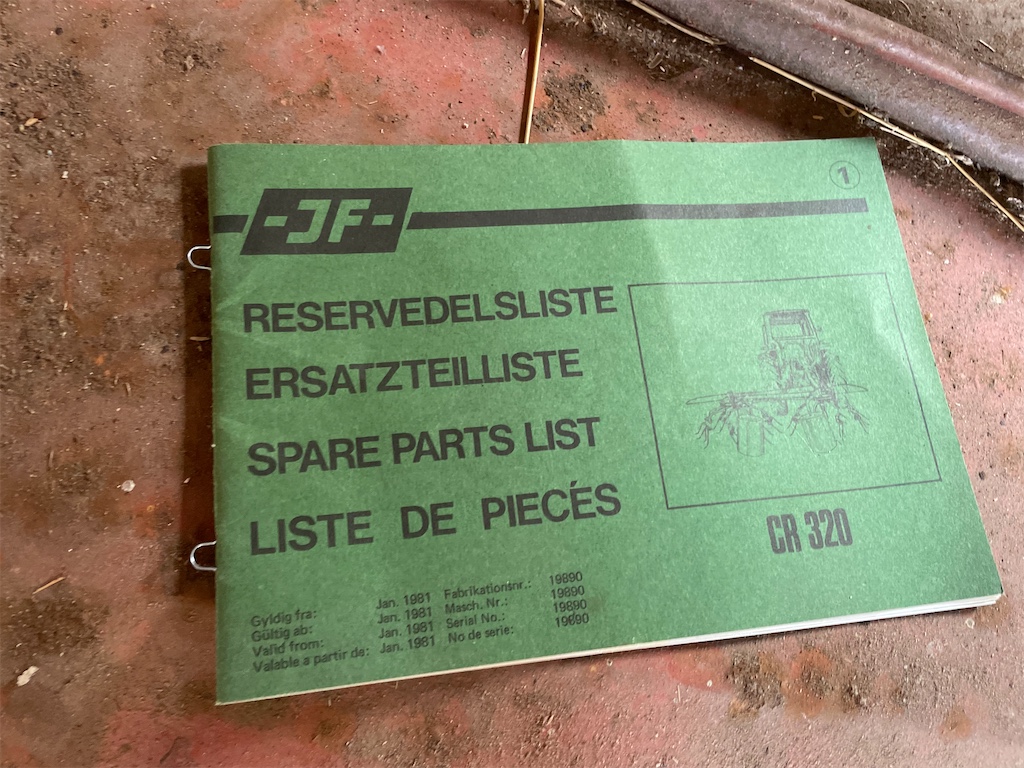 -JF-
1
RESERVEDELSLISTE
ERSATZTEILLISTE
SPARE PARTS LIST
LISTE DE PIECÉS
CR 320
Gyldig fra: Jan. 1981 Fabrikationsnr.: 19890
Gültig ab: Jan. 1981 Masch. Nr.: 19890
Valid from: Jan. 1981 Serial No.: 19890
Valable a partir de: Jan. 1981 No de serie: 19890